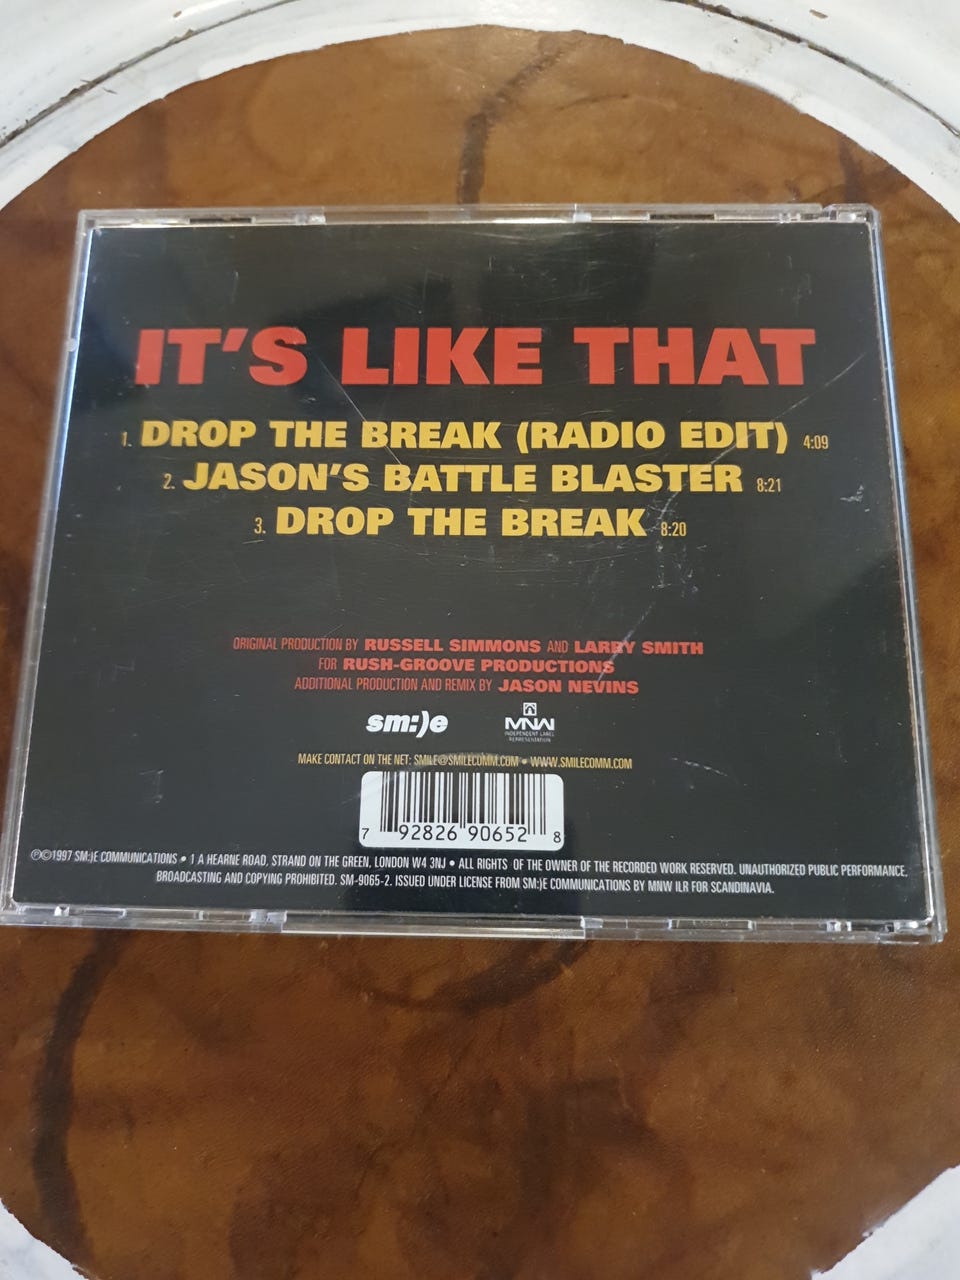 IT'S LIKE THAT
1. DROP THE BREAK (RADIO EDIT) 4:09
2. JASON'S BATTLE BLASTER 8:21
3. DROP THE BREAK 8:20
ORIGINAL PRODUCTION BY RUSSELL SIMMONS AND LARRY SMITH
FOR RUSH-GROOVE PRODUCTIONS
ADDITIONAL PRODUCTION AND REMIX BY JASON NEVINS
sm:)e MNW
INDEPENDENT LABEL
REPRESENTATION
MAKE CONTACT ON THE NET: SMILE@SMILECOMM.COM • WWW.SMILECOMM.COM
7 92826 90652 8
℗©1997 SM:)E COMMUNICATIONS • 1 A HEARNE ROAD, STRAND ON THE GREEN, LONDON W4 3NJ • ALL RIGHTS OF THE OWNER OF THE RECORDED WORK RESERVED. UNAUTHORIZED PUBLIC PERFORMANCE,
BROADCASTING AND COPYING PROHIBITED. SM-9065-2. ISSUED UNDER LICENSE FROM SM:)E COMMUNICATIONS BY MNW ILR FOR SCANDINAVIA.